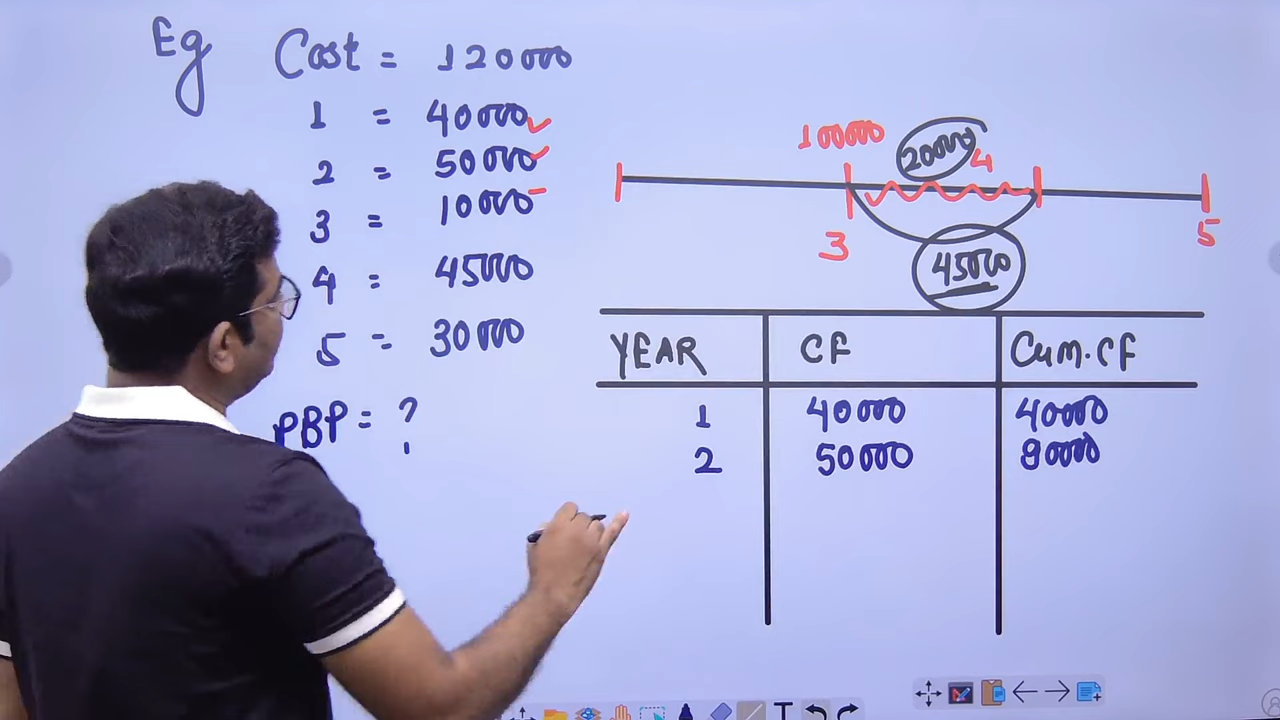 Eg
Cost = 120000
1 = 40000
2 = 50000
3 = 10000
4 = 45000
5 = 30000
PBP = ?
100000
20000
4
3
5
45000
YEAR CF Cum.CF
1 40000 40000
2 50000 90000
T